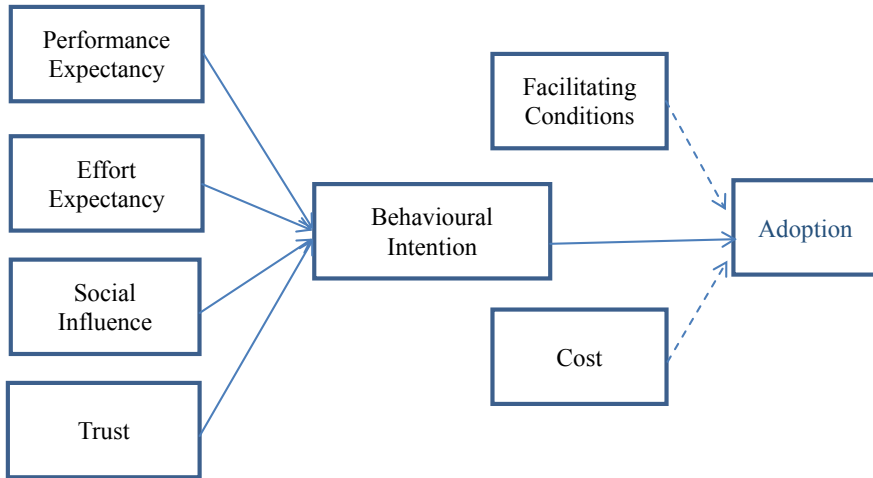 Performance
Expectancy
Effort
Expectancy
Social
Influence
Trust
Behavioural
Intention
Facilitating
Conditions
Cost
Adoption